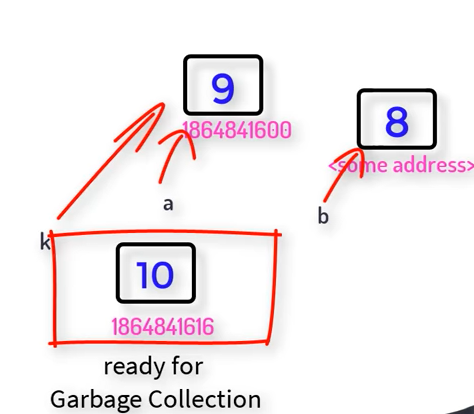 9
1864841600
8
<some address>
a
b
k
10
1864841616
ready for
Garbage Collection